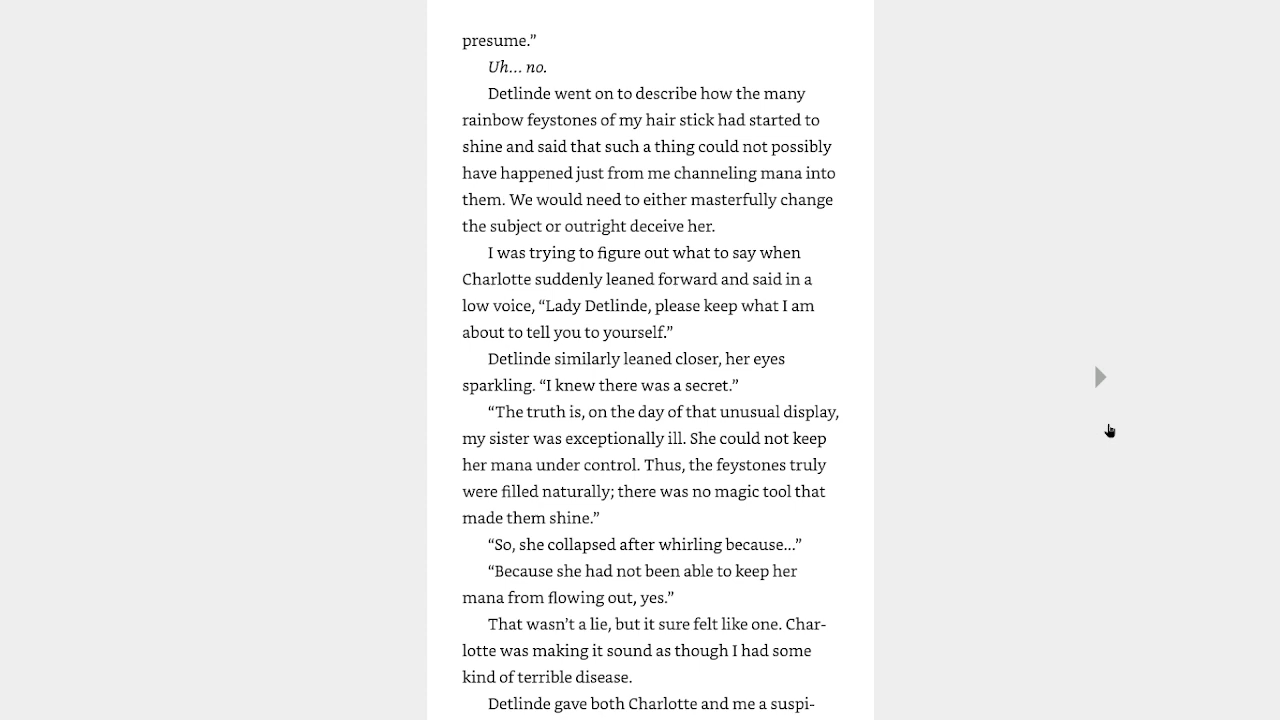 presume.”
Uh... no.
Detlinde went on to describe how the many
rainbow feystones of my hair stick had started to
shine and said that such a thing could not possibly
have happened just from me channeling mana into
them. We would need to either masterfully change
the subject or outright deceive her.
I was trying to figure out what to say when
Charlotte suddenly leaned forward and said in a
low voice, “Lady Detlinde, please keep what I am
about to tell you to yourself.”
Detlinde similarly leaned closer, her eyes
sparkling. “I knew there was a secret.”
“The truth is, on the day of that unusual display,
my sister was exceptionally ill. She could not keep
her mana under control. Thus, the feystones truly
were filled naturally; there was no magic tool that
made them shine.”
“So, she collapsed after whirling because...”
“Because she had not been able to keep her
mana from flowing out, yes.”
That wasn’t a lie, but it sure felt like one. Char-
lotte was making it sound as though I had some
kind of terrible disease.
Detlinde gave both Charlotte and me a suspi-